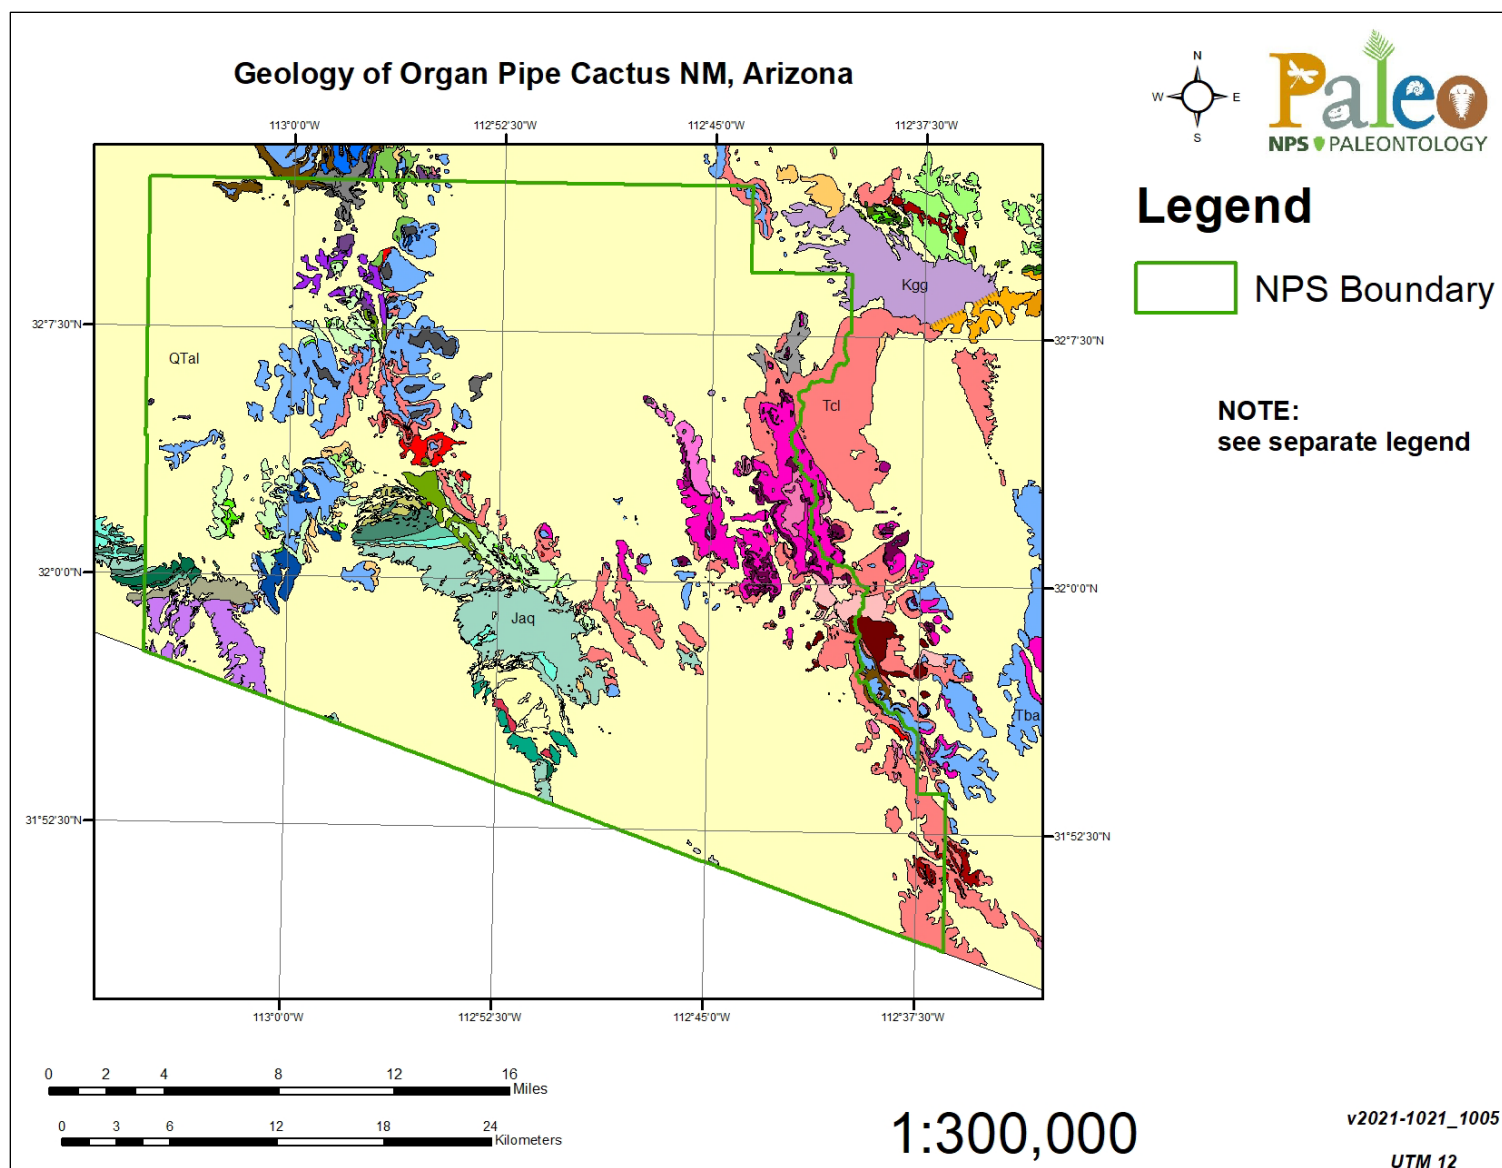 Geology of Organ Pipe Cactus NM, Arizona
N
W E
S
Paleo
NPS PALEONTOLOGY
113°0'0"W 112°52'30"W 112°45'0"W 112°37'30"W
Legend
NPS Boundary
Kgg
32°7'30"N
32°7'30"N
QTal
Tcl
NOTE:
see separate legend
32°0'0"N
32°0'0"N
Jaq
Tba
31°52'30"N
31°52'30"N
113°0'0"W 112°52'30"W 112°45'0"W 112°37'30"W
0 2 4 8 12 16
Miles
0 3 6 12 18 24
Kilometers
1:300,000
v2021-1021_1005
UTM 12